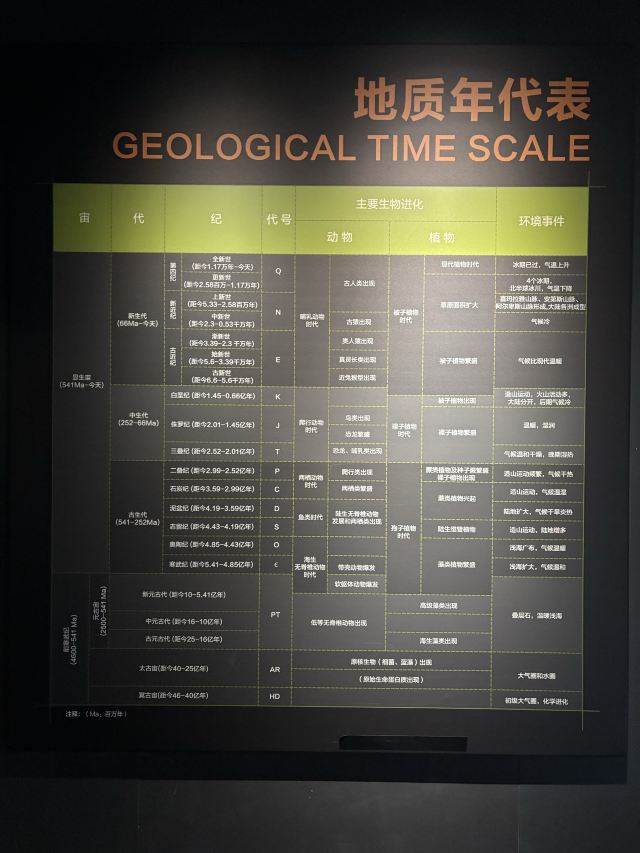 地质年代表
GEOLOGICAL TIME SCALE
宙 代 纪 代号 主要生物进化 环境事件
动物 植物
显生宙
(541Ma-今天)
新生代
(66Ma-今天)
第四纪
全新世
(距今1.17万年-今天)
Q
哺乳动物
时代
古人类出现
被子植物
时代
现代植物时代
冰期已过，气温上升
更新世
(距今2.58百万-1.17万年)
草原面积扩大
4个冰期，
北半球冰川，气温下降
新近纪
上新世
(距今5.33-2.58百万年)
N
喜玛拉雅山脉、安第斯山脉、
阿尔卑斯山脉形成,大陆各洲成型
中新世
(距今2.3-0.53千万年)
古猿出现
气候冷
古近纪
渐新世
(距今3.39-2.3 千万年)
E
类人猿出现
被子植物繁盛
气候比现代温暖
始新世
(距今5.6-3.39千万年)
真灵长类出现
古新世
(距今6.6-5.6千万年)
近兔猴型出现
中生代
(252-66Ma)
白垩纪 (距今1.45-0.66亿年)
K
爬行动物
时代
被子植物出现
造山运动，火山活动多，
大陆分开，后期气候冷
侏罗纪 (距今2.01-1.45亿年)
J
鸟类出现
恐龙繁盛
裸子植物
时代
裸子植物繁盛
温暖，湿润
三叠纪 (距今2.52-2.01亿年)
T
恐龙、哺乳类出现
气候温和干燥，晚期湿热
古生代
(541-252Ma)
二叠纪 (距今2.99-2.52亿年)
P
两栖动物
时代
爬行类出现
孢子植物
时代
蕨类植物及种子蕨繁盛
裸子植物出现
造山运动频繁，气候干热
石炭纪 (距今3.59-2.99亿年)
C
两栖类繁盛
蕨类植物兴起
造山运动，气候温湿
泥盆纪 (距今4.19-3.59亿年)
D
鱼类时代
陆生无脊椎动物
发展和两栖类出现
陆地扩大，气候干旱炎热
志留纪 (距今4.43-4.19亿年)
S
陆生维管植物
造山运动，陆地增多
奥陶纪 (距今4.85-4.43亿年)
O
海生
无脊椎动物
时代
带壳动物爆发
藻类植物繁盛
浅海广布，气候温暖
寒武纪 (距今5.41-4.85亿年)
ϵ
浅海扩大，气候温和
软躯体动物爆发
前寒武纪
(4600-541 Ma)
元古宙
(2500-541 Ma)
新元古代(距今10-5.41亿年)
PT
低等无脊椎动物出现
高级藻类出现
叠层石，温暖浅海
中元古代 (距今16-10亿年)
古元古代 (距今25-16亿年)
海生藻类出现
太古宙(距今40-25亿年)
AR
原核生物（细菌、蓝藻）出现
（原始生命蛋白质出现）
大气圈和水圈
冥古宙(距今46-40亿年)
HD
初级大气圈，化学进化
注释：（Ma：百万年）